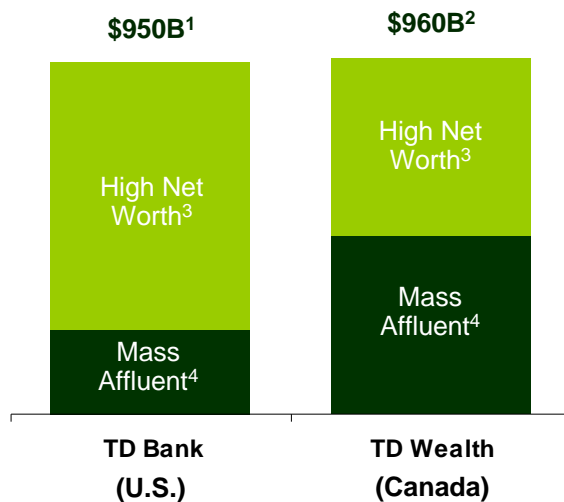 $950B¹
$960B²
High Net
Worth³
High Net
Worth³
Mass
Affluent⁴
Mass
Affluent⁴
TD Bank
(U.S.)
TD Wealth
(Canada)